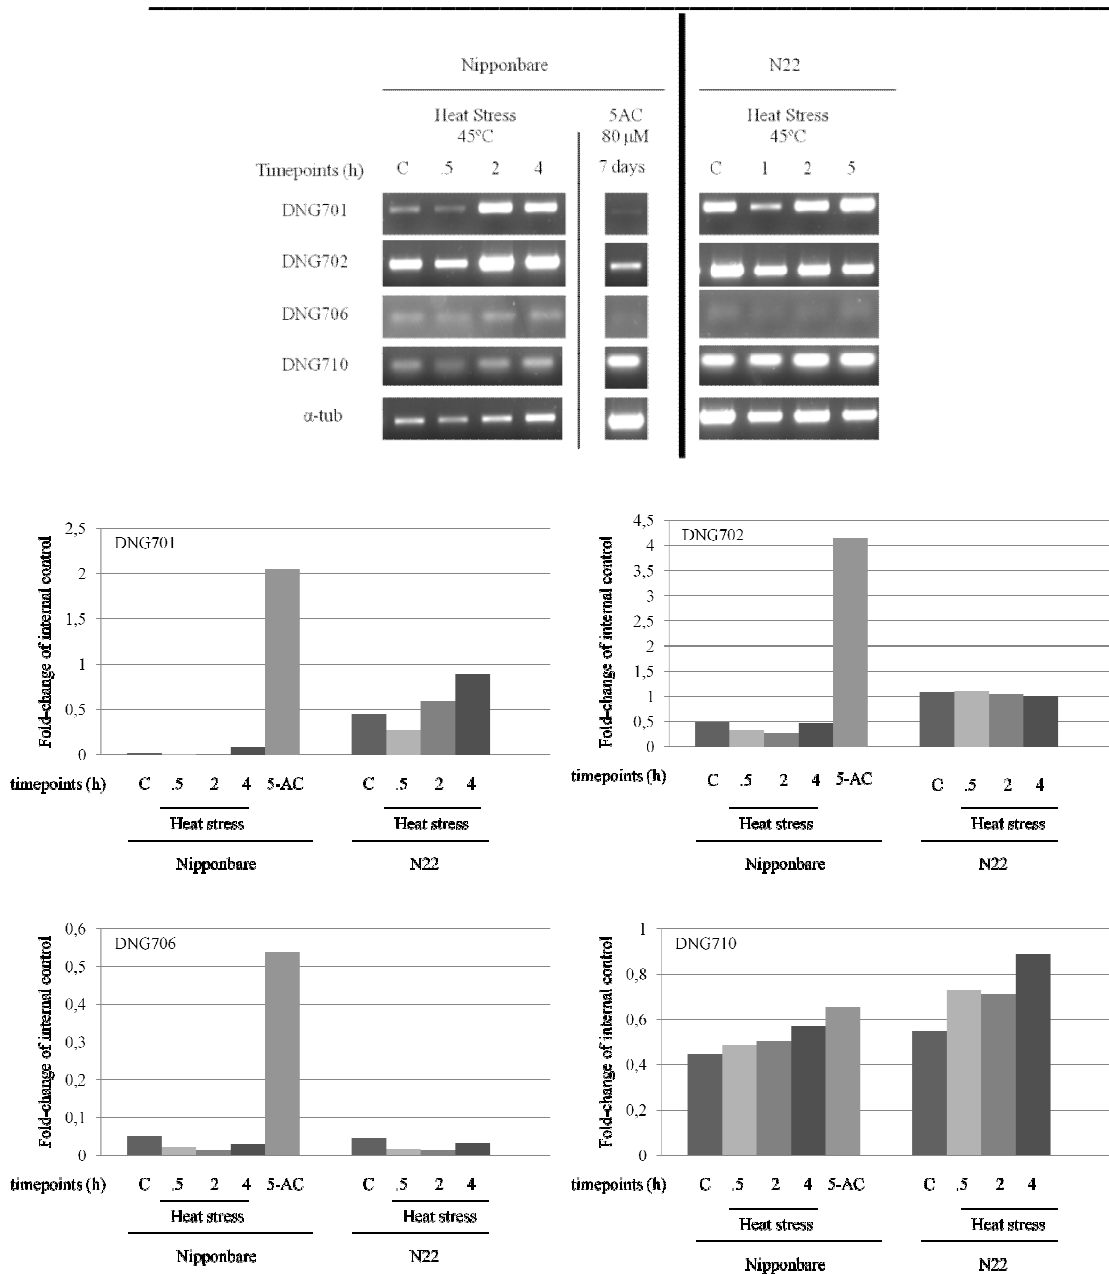 Nipponbare N22
Heat Stress 5AC Heat Stress
45°C 80 µM 45°C
Timepoints (h) C .5 2 4 7 days C 1 2 5
DNG701
DNG702
DNG706
DNG710
α-tub
DNG701
Fold-change of internal control
2,5
2
1,5
1
0,5
0
timepoints (h) C .5 2 4 5-AC C .5 2 4
Heat stress Heat stress
Nipponbare N22
DNG702
Fold-change of internal control
4,5
4
3,5
3
2,5
2
1,5
1
0,5
0
timepoints (h) C .5 2 4 5-AC C .5 2 4
Heat stress Heat stress
Nipponbare N22
DNG706
Fold-change of internal control
0,6
0,5
0,4
0,3
0,2
0,1
0
timepoints (h) C .5 2 4 5-AC C .5 2 4
Heat stress Heat stress
Nipponbare N22
DNG710
Fold-change of internal control
1
0,8
0,6
0,4
0,2
0
timepoints (h) C .5 2 4 5-AC C .5 2 4
Heat stress Heat stress
Nipponbare N22